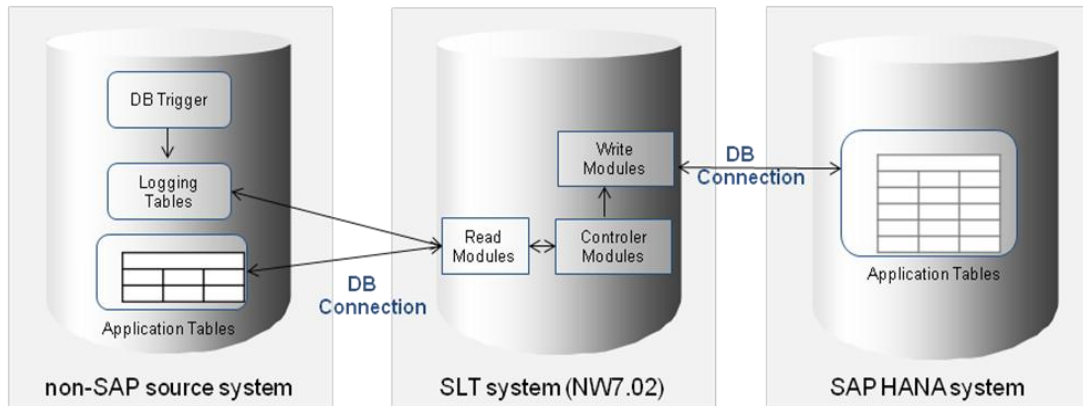 DB Trigger
Logging
Tables
Application Tables
DB
Connection
non-SAP source system
Read
Modules
Write
Modules
Controler
Modules
SLT system (NW7.02)
DB
Connection
Application Tables
SAP HANA system